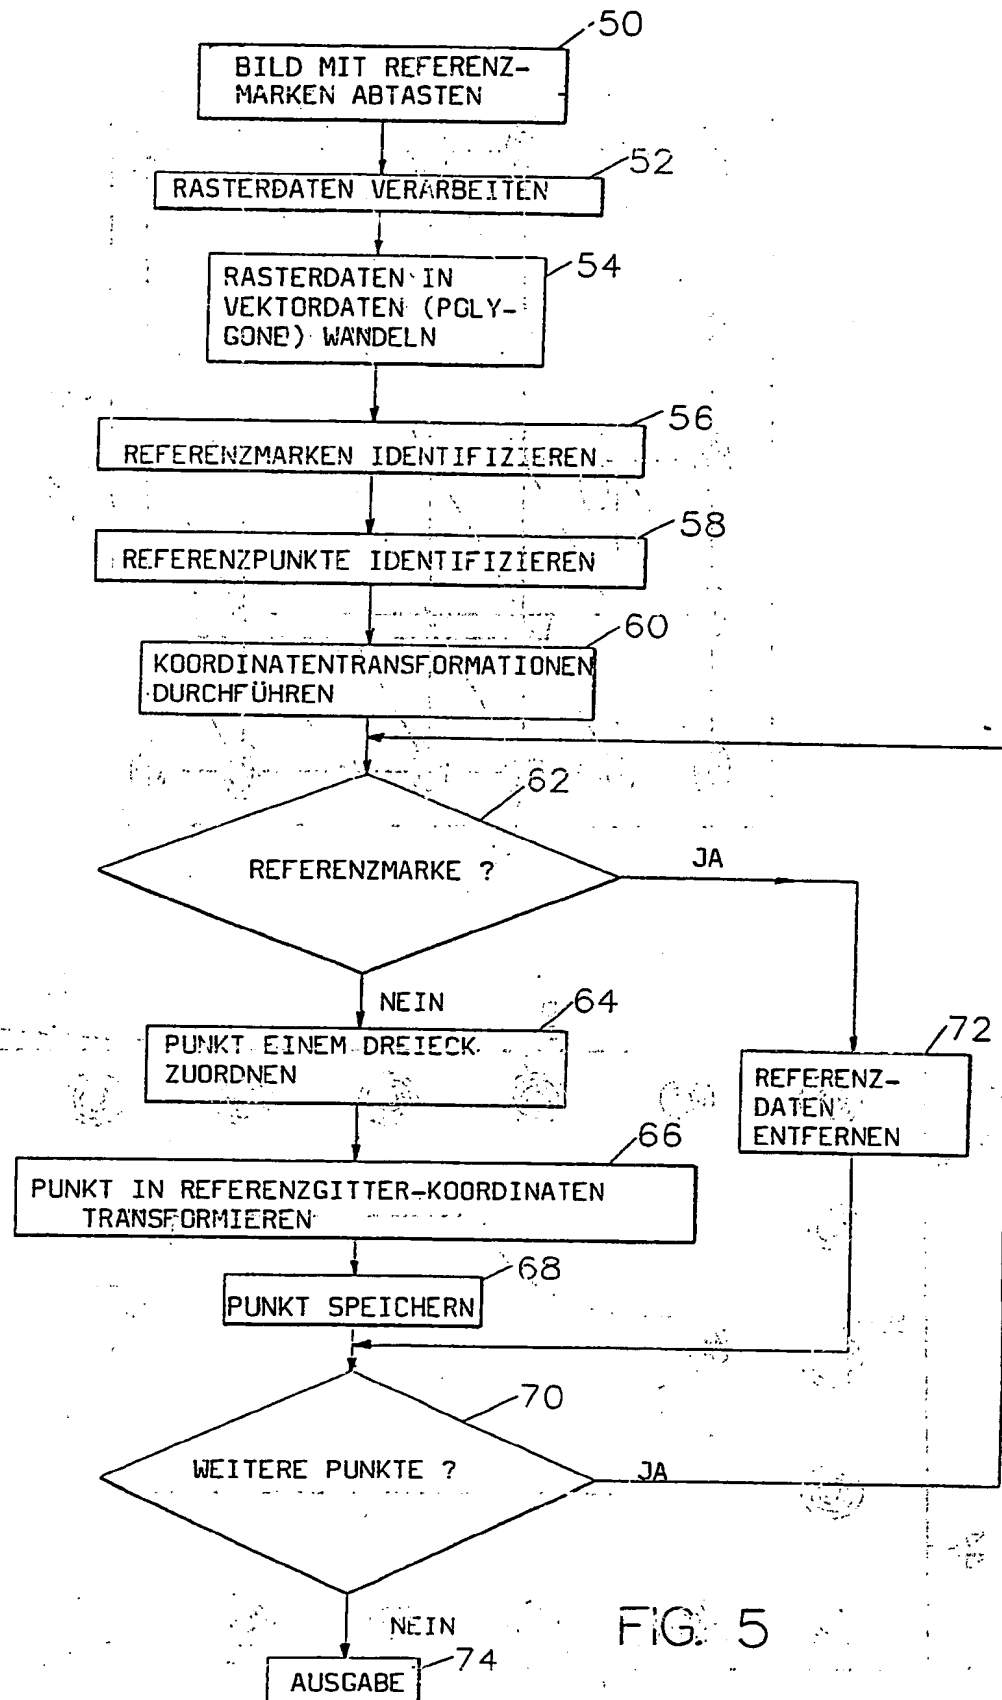 50
BILD MIT REFERENZ-
MARKEN ABTASTEN
52
RASTERDATEN VERARBEITEN
54
RASTERDATEN IN
VEKTORDATEN (POLY-
GONE) WANDELN
56
REFERENZMARKEN IDENTIFIZIEREN
58
REFERENZPUNKTE IDENTIFIZIEREN
60
KOORDINATENTRANSFORMATIONEN
DURCHFÜHREN
62
REFERENZMARKE ?
JA
NEIN
64
PUNKT EINEM DREIECK
ZUORDNEN
72
REFERENZ-
DATEN
ENTFERNEN
66
PUNKT IN REFERENZGITTER-KOORDINATEN
TRANSFORMIEREN
68
PUNKT SPEICHERN
70
WEITERE PUNKTE ?
JA
NEIN
FIG. 5
74
AUSGABE